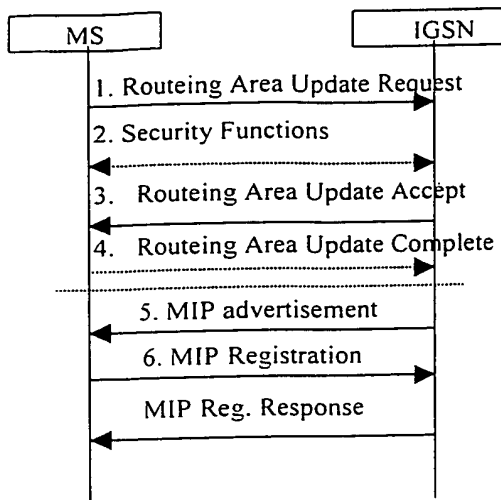 MS
IGSN
1. Routeing Area Update Request
2. Security Functions
3. Routeing Area Update Accept
4. Routeing Area Update Complete
5. MIP advertisement
6. MIP Registration
MIP Reg. Response